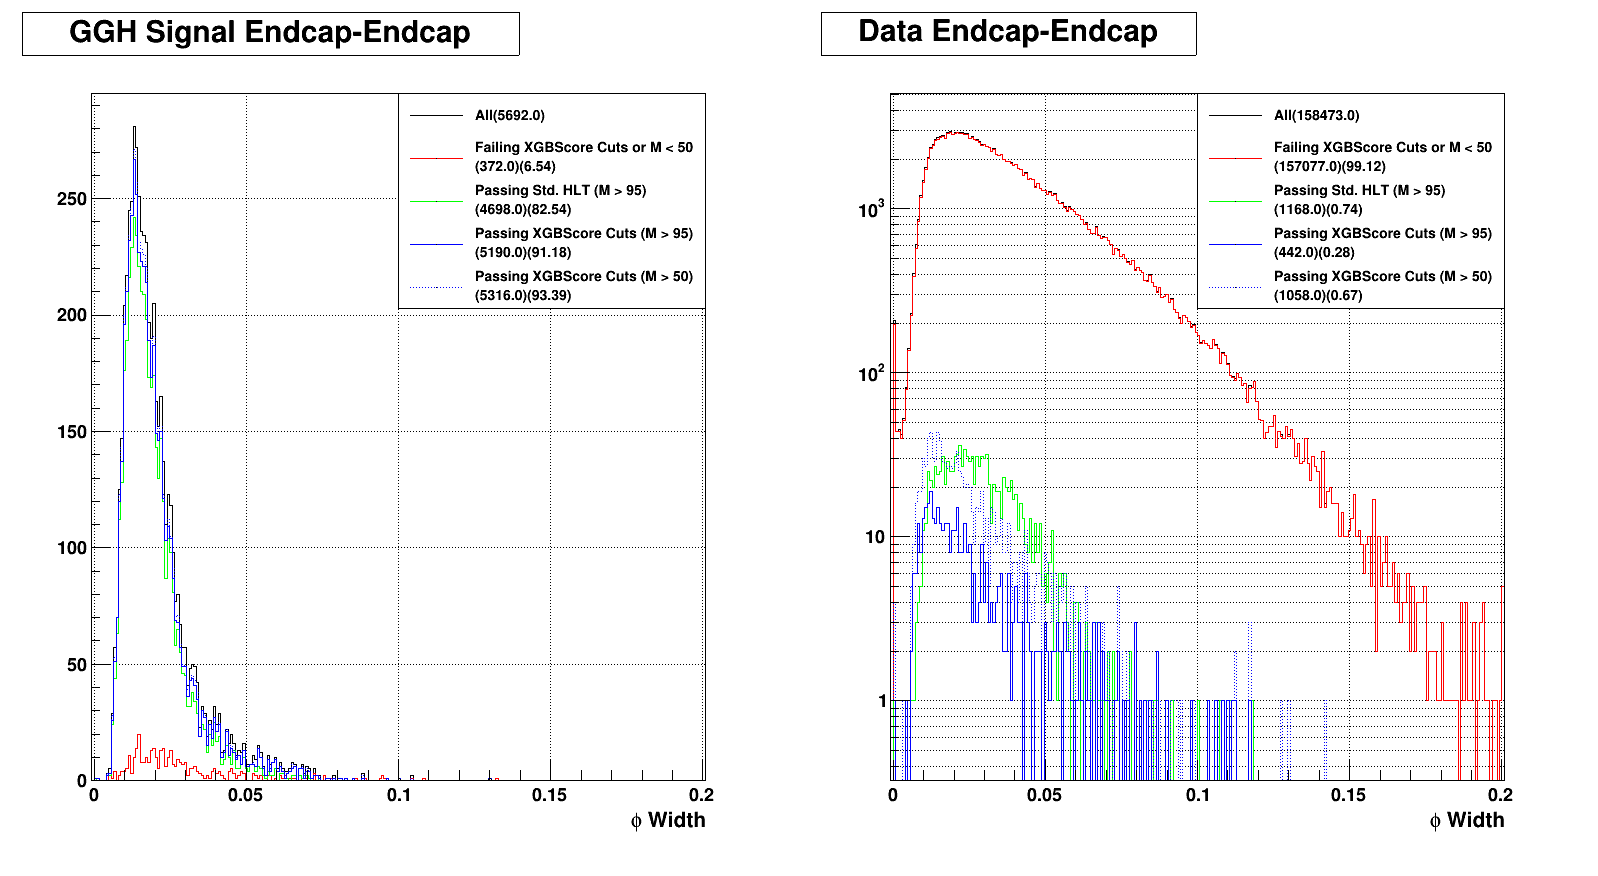 GGH Signal Endcap-Endcap
All(5692.0)
Failing XGBScore Cuts or M < 50
(372.0)(6.54)
Passing Std. HLT (M > 95)
(4698.0)(82.54)
Passing XGBScore Cuts (M > 95)
(5190.0)(91.18)
Passing XGBScore Cuts (M > 50)
(5316.0)(93.39)
250
200
150
100
50
0
0 0.05 0.1 0.15 0.2
ϕ Width
Data Endcap-Endcap
All(158473.0)
Failing XGBScore Cuts or M < 50
(157077.0)(99.12)
Passing Std. HLT (M > 95)
(1168.0)(0.74)
Passing XGBScore Cuts (M > 95)
(442.0)(0.28)
Passing XGBScore Cuts (M > 50)
(1058.0)(0.67)
10³
10²
10
1
0 0.05 0.1 0.15 0.2
ϕ Width